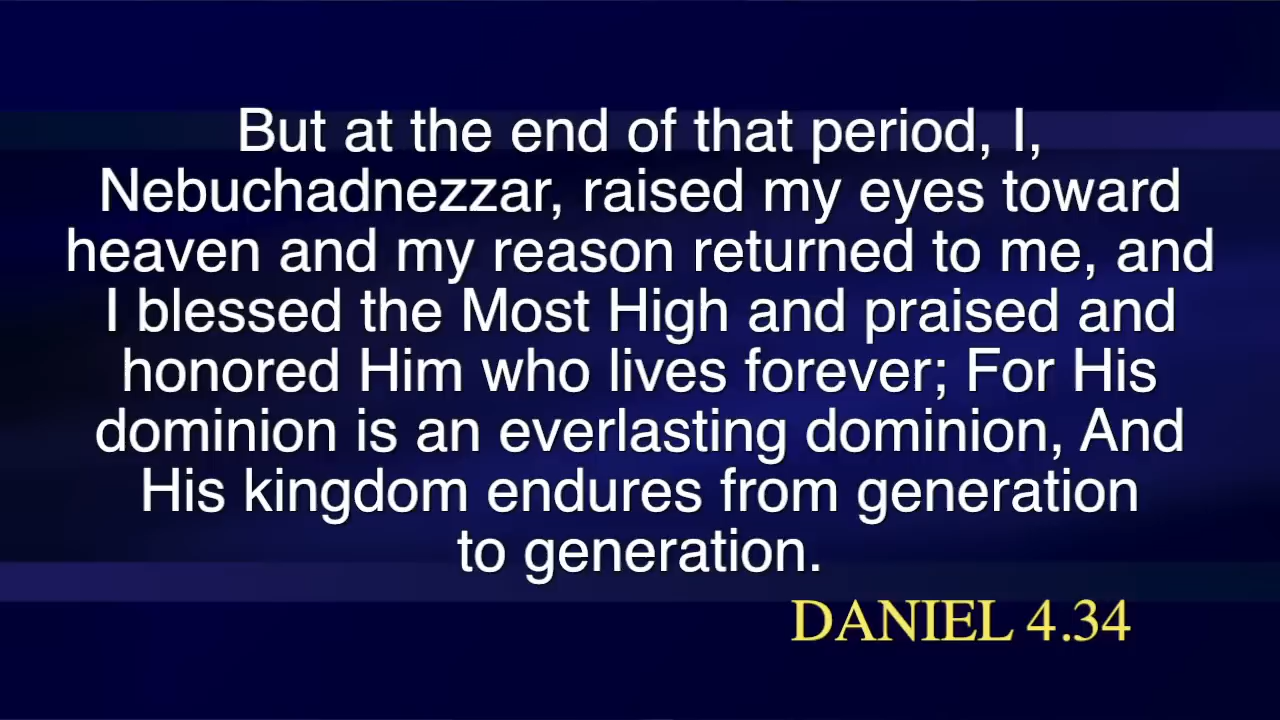 But at the end of that period, I,
Nebuchadnezzar, raised my eyes toward
heaven and my reason returned to me, and
I blessed the Most High and praised and
honored Him who lives forever; For His
dominion is an everlasting dominion, And
His kingdom endures from generation
to generation.
DANIEL 4.34